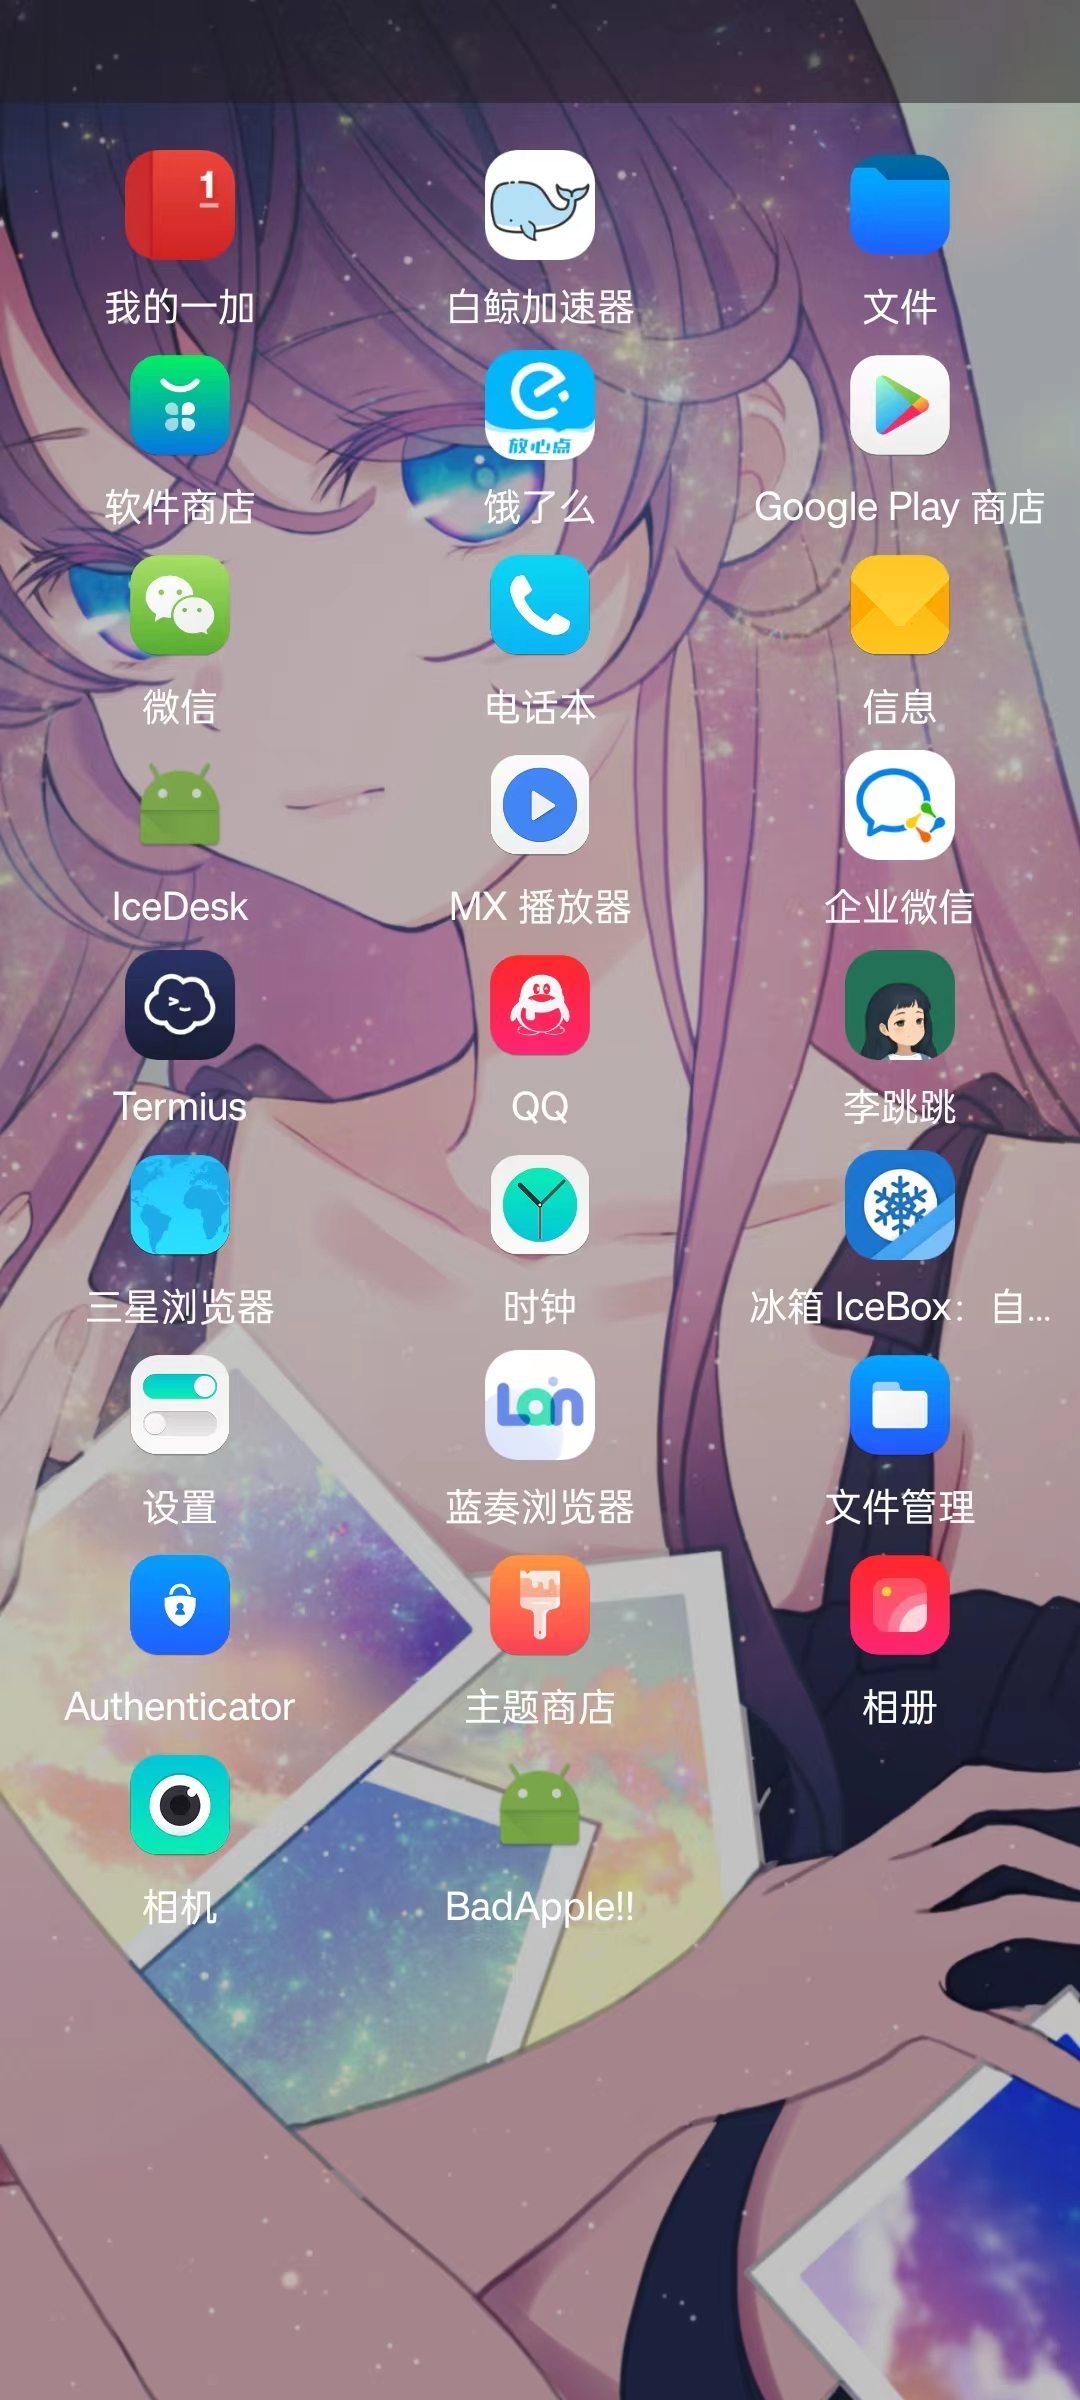 1
我的一加
白鲸加速器
文件
放心点
软件商店
饿了么
Google Play 商店
微信
电话本
信息
IceDesk
MX 播放器
企业微信
Termius
QQ
李跳跳
三星浏览器
时钟
冰箱 IceBox：自...
Lan
设置
蓝奏浏览器
文件管理
Authenticator
主题商店
相册
相机
BadApple!!